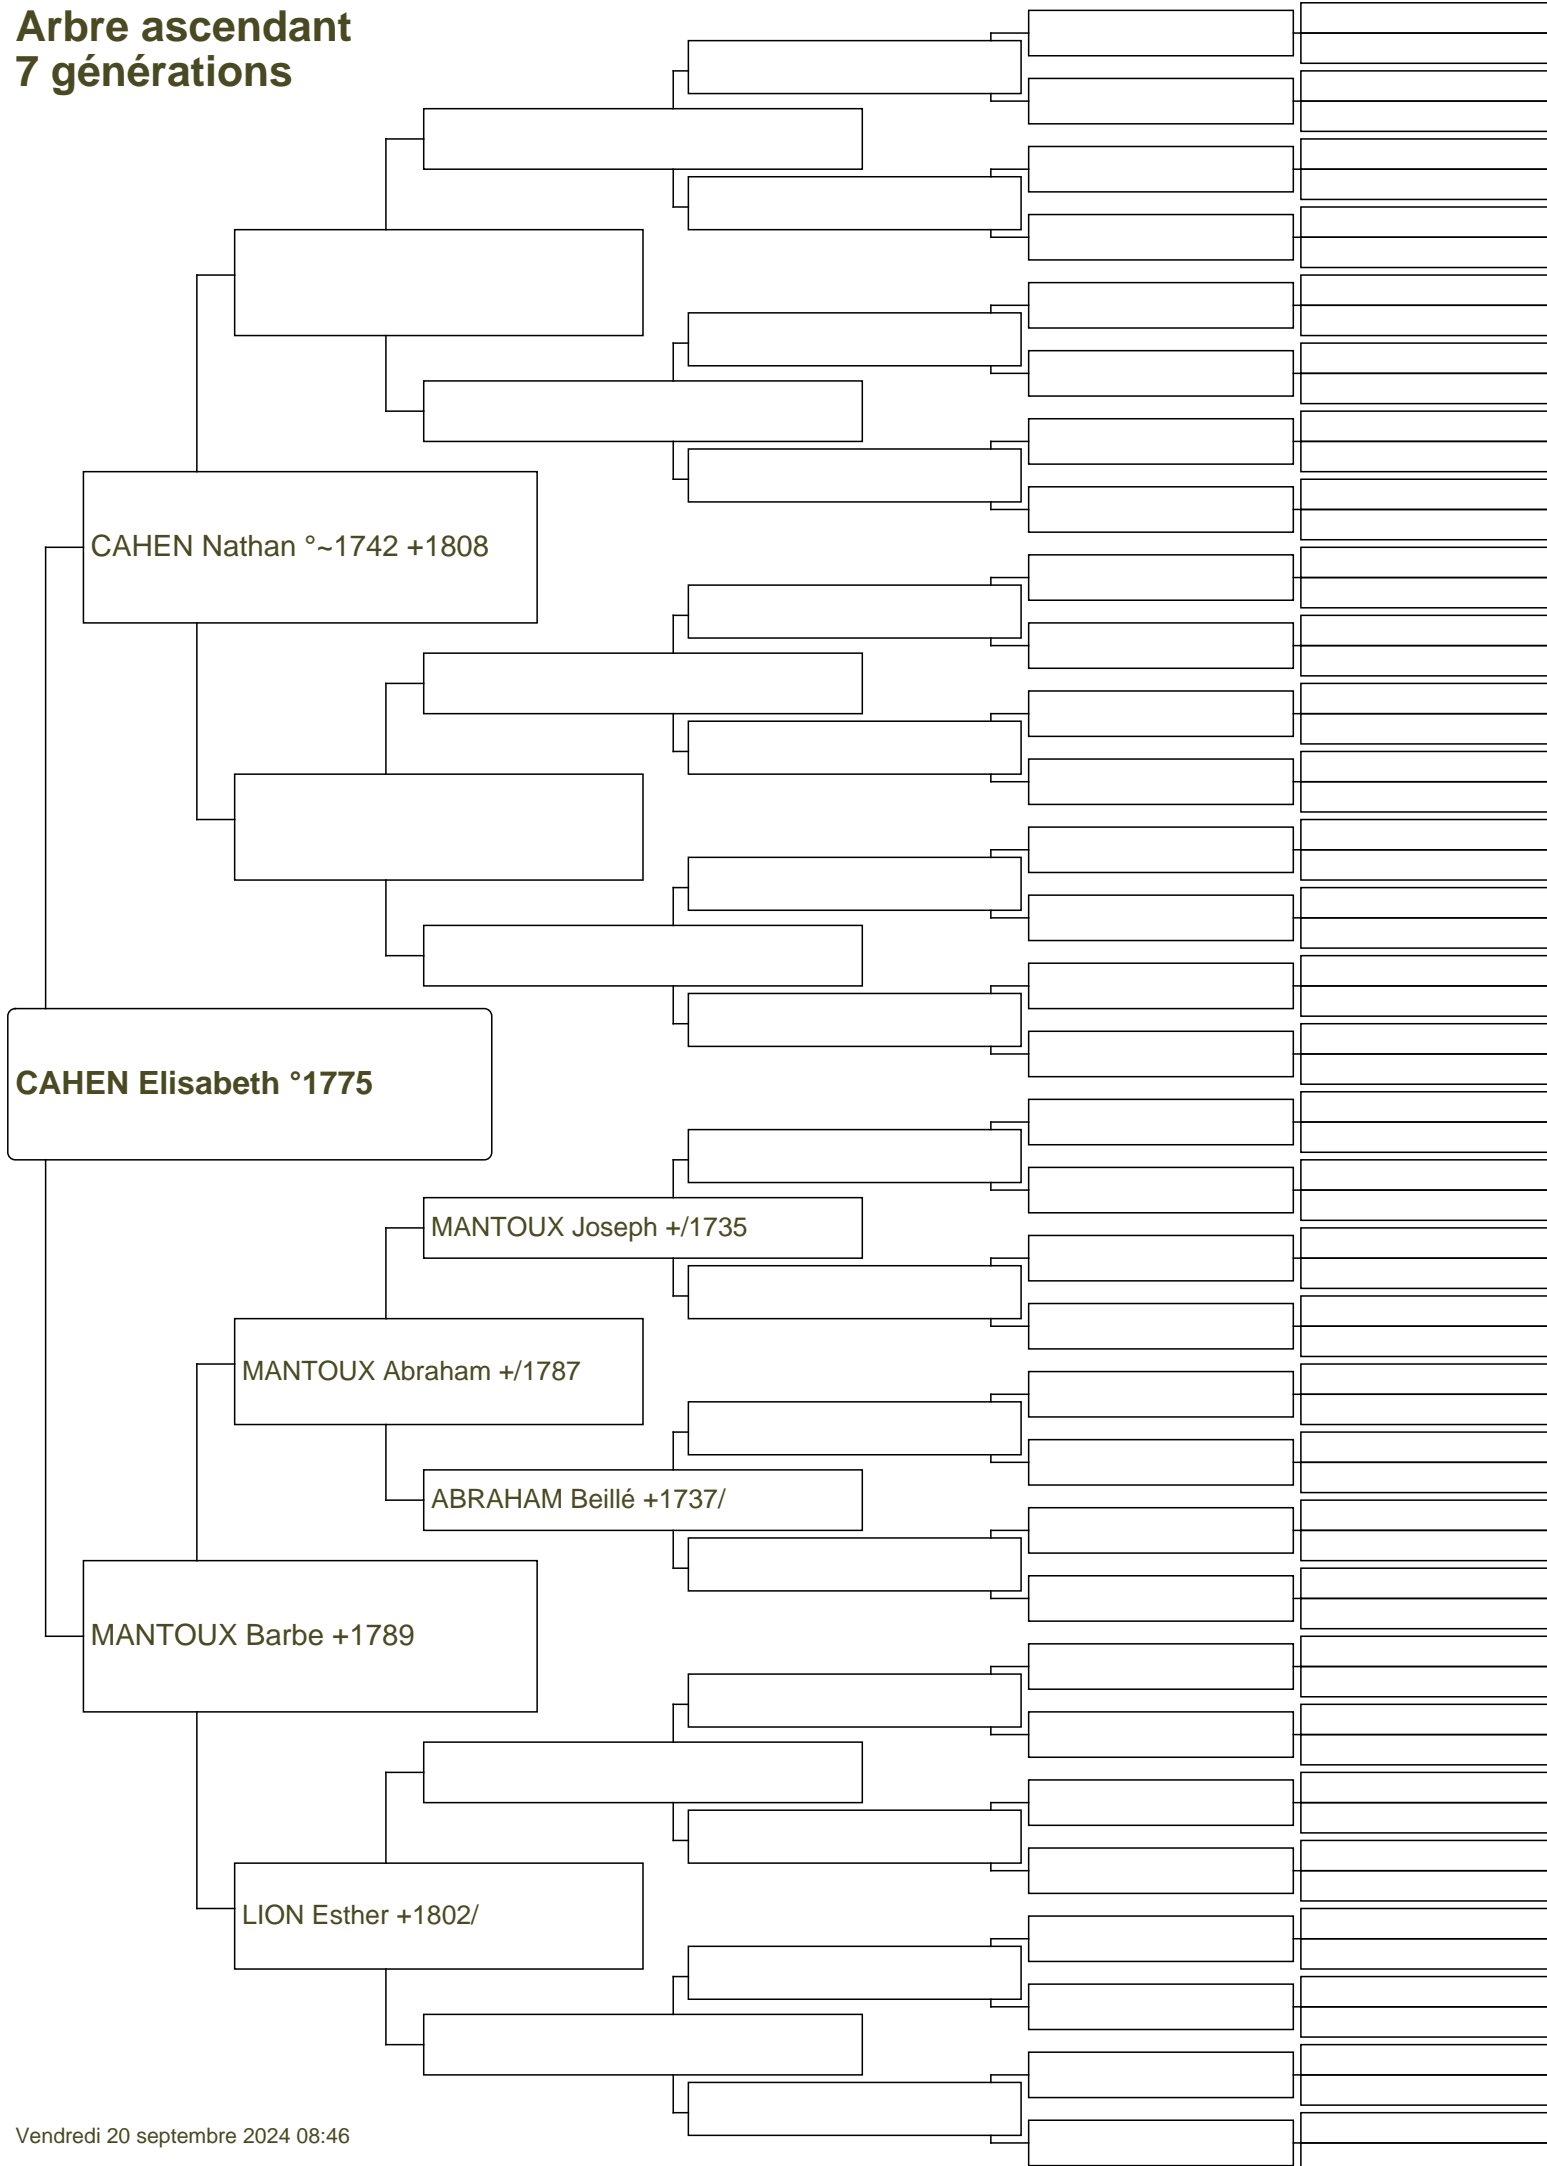 Arbre ascendant
7 générations
CAHEN Nathan °~1742 +1808
CAHEN Elisabeth °1775
MANTOUX Joseph +/1735
MANTOUX Abraham +/1787
ABRAHAM Beillé +1737/
MANTOUX Barbe +1789
LION Esther +1802/
Vendredi 20 septembre 2024 08:46